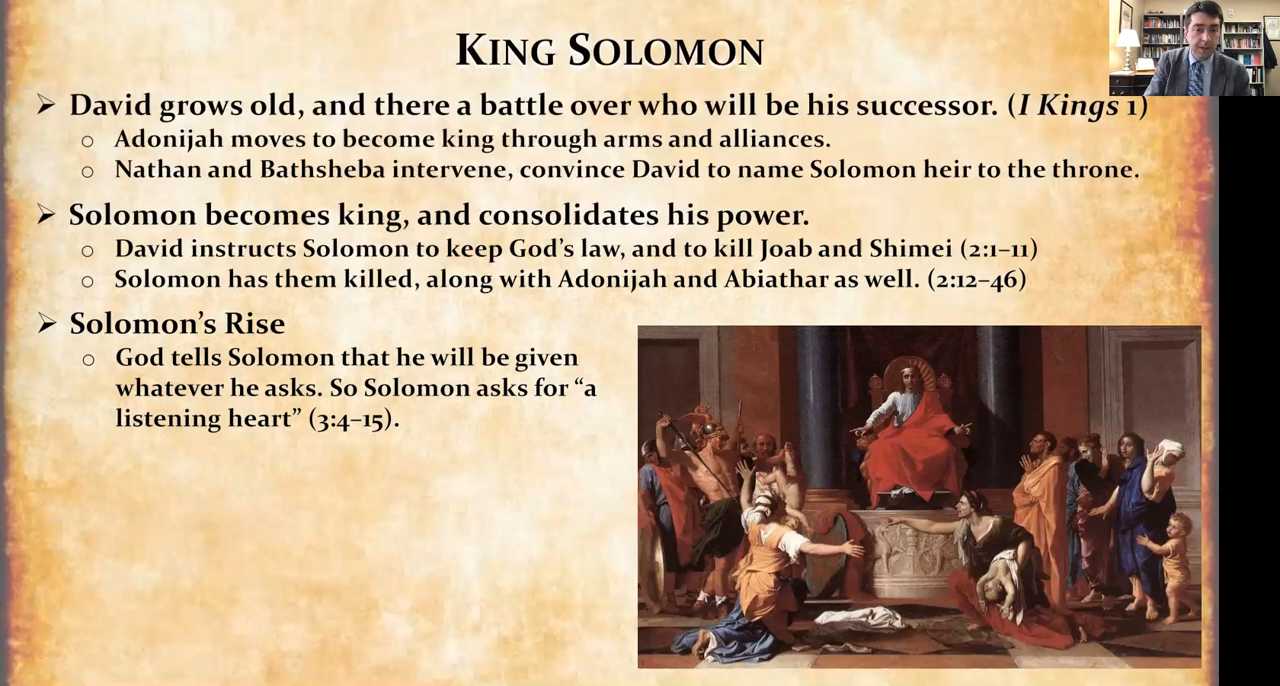 KING SOLOMON
➢ David grows old, and there a battle over who will be his successor. (I Kings 1)
○ Adonijah moves to become king through arms and alliances.
○ Nathan and Bathsheba intervene, convince David to name Solomon heir to the throne.
➢ Solomon becomes king, and consolidates his power.
○ David instructs Solomon to keep God’s law, and to kill Joab and Shimei (2:1–11)
○ Solomon has them killed, along with Adonijah and Abiathar as well. (2:12–46)
➢ Solomon’s Rise
○ God tells Solomon that he will be given
whatever he asks. So Solomon asks for “a
listening heart” (3:4–15).